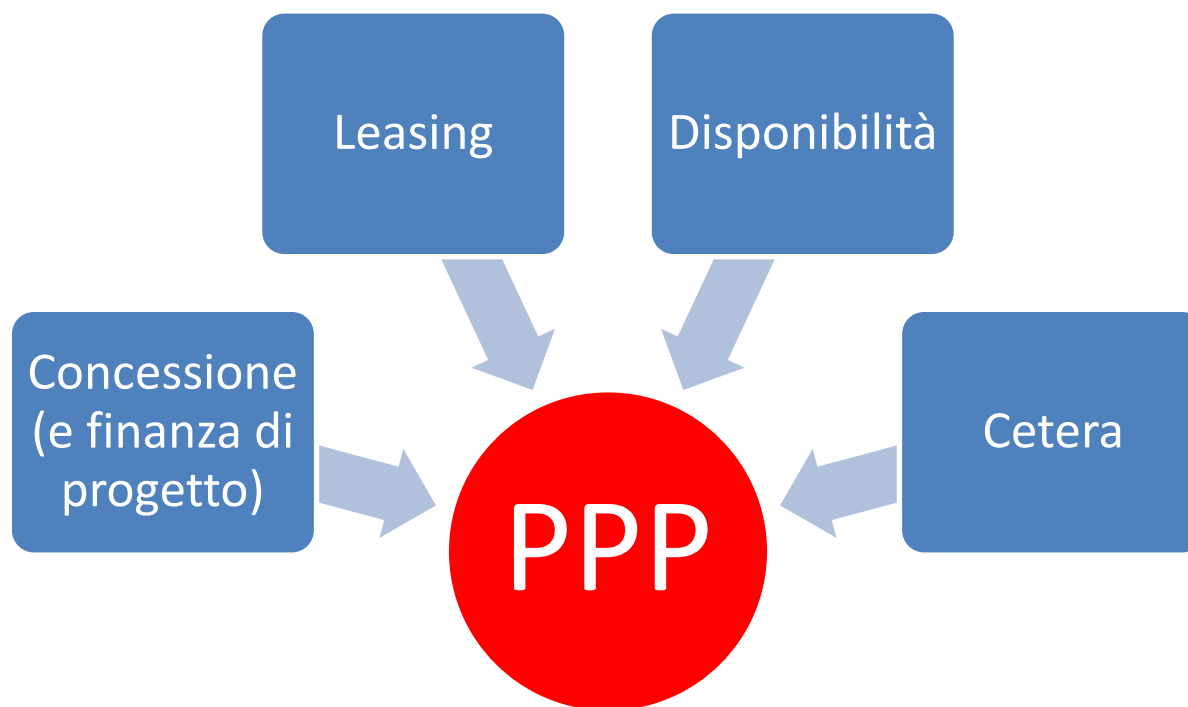 Leasing
Disponibilità
Concessione
(e finanza di
progetto)
Cetera
PPP